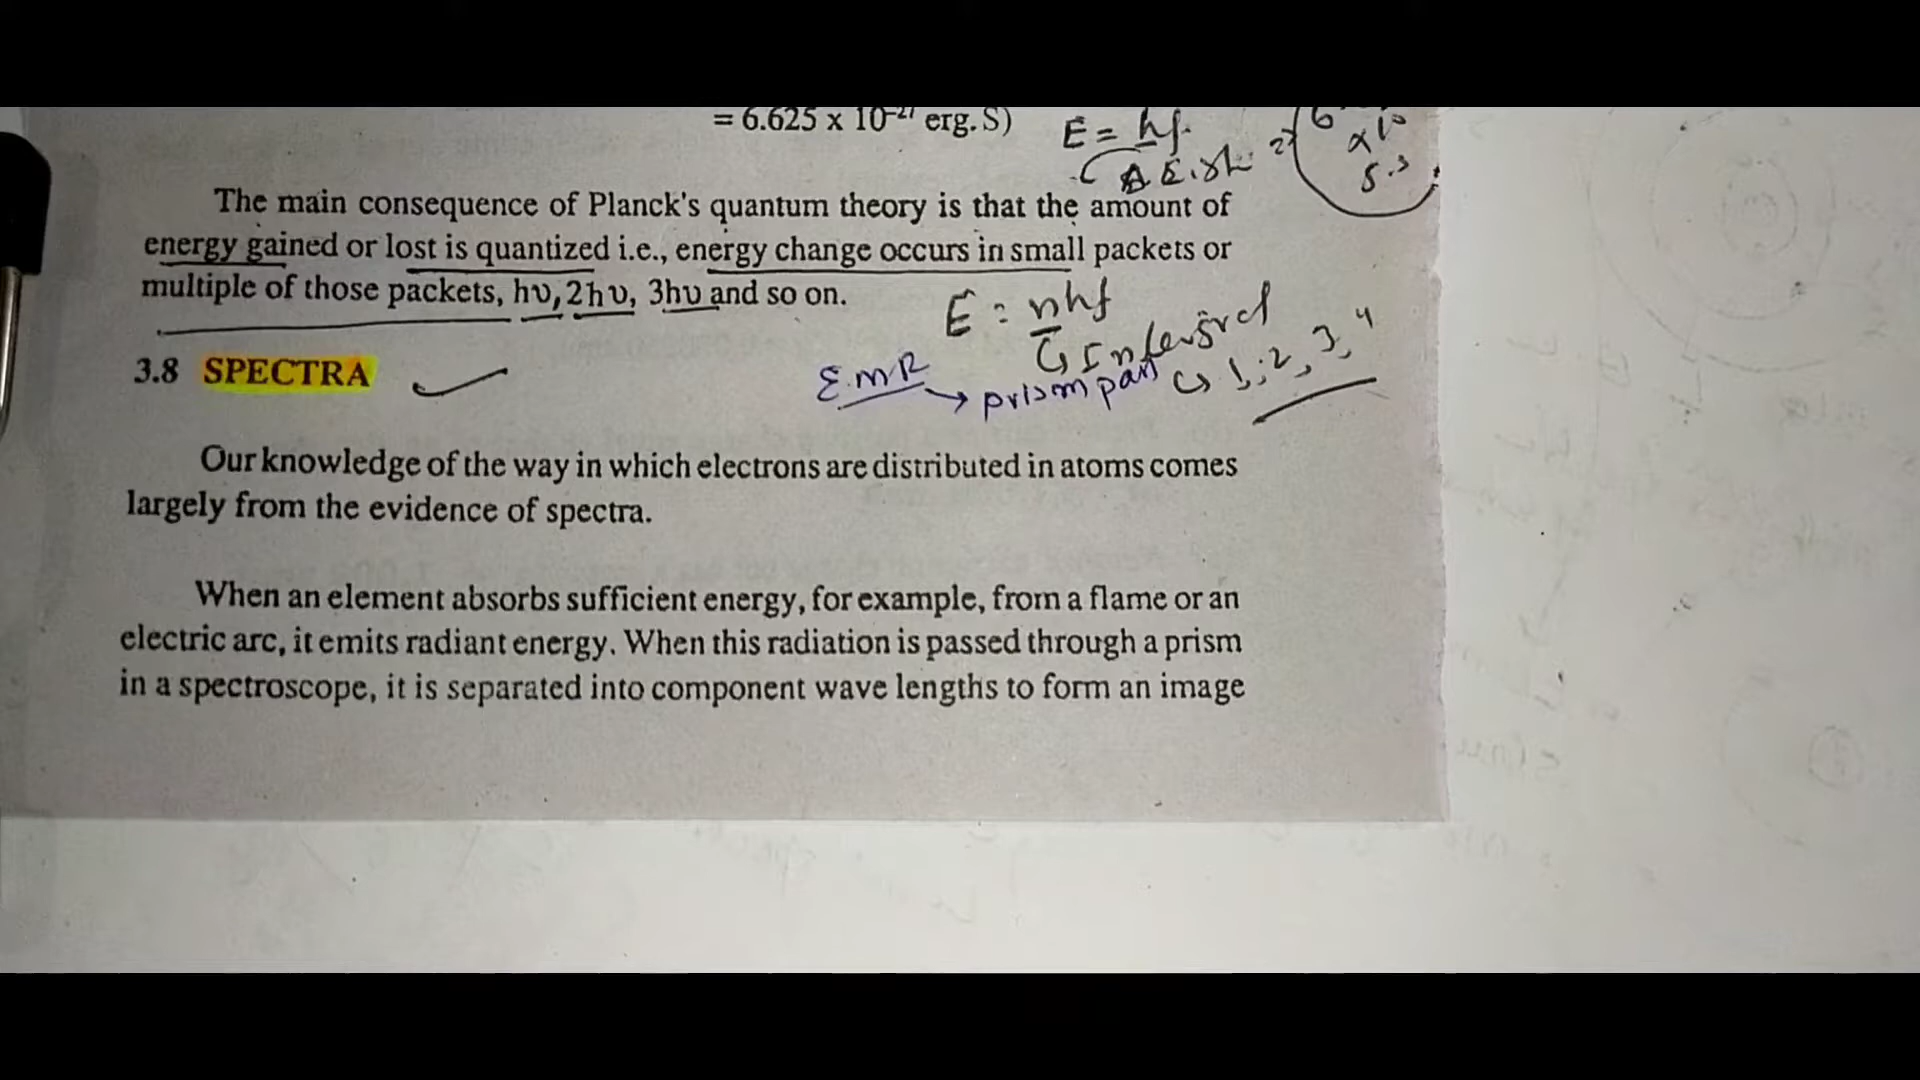 = 6.625 x 10⁻²⁷ erg. S)
E = hf.
The main consequence of Planck's quantum theory is that the amount of
energy gained or lost is quantized i.e., energy change occurs in small packets or
multiple of those packets, hυ, 2hυ, 3hυ and so on.
E = nhf
1, 2, 3, 4
3.8 SPECTRA
E.M.R → prism
Our knowledge of the way in which electrons are distributed in atoms comes
largely from the evidence of spectra.
When an element absorbs sufficient energy, for example, from a flame or an
electric arc, it emits radiant energy. When this radiation is passed through a prism
in a spectroscope, it is separated into component wave lengths to form an image